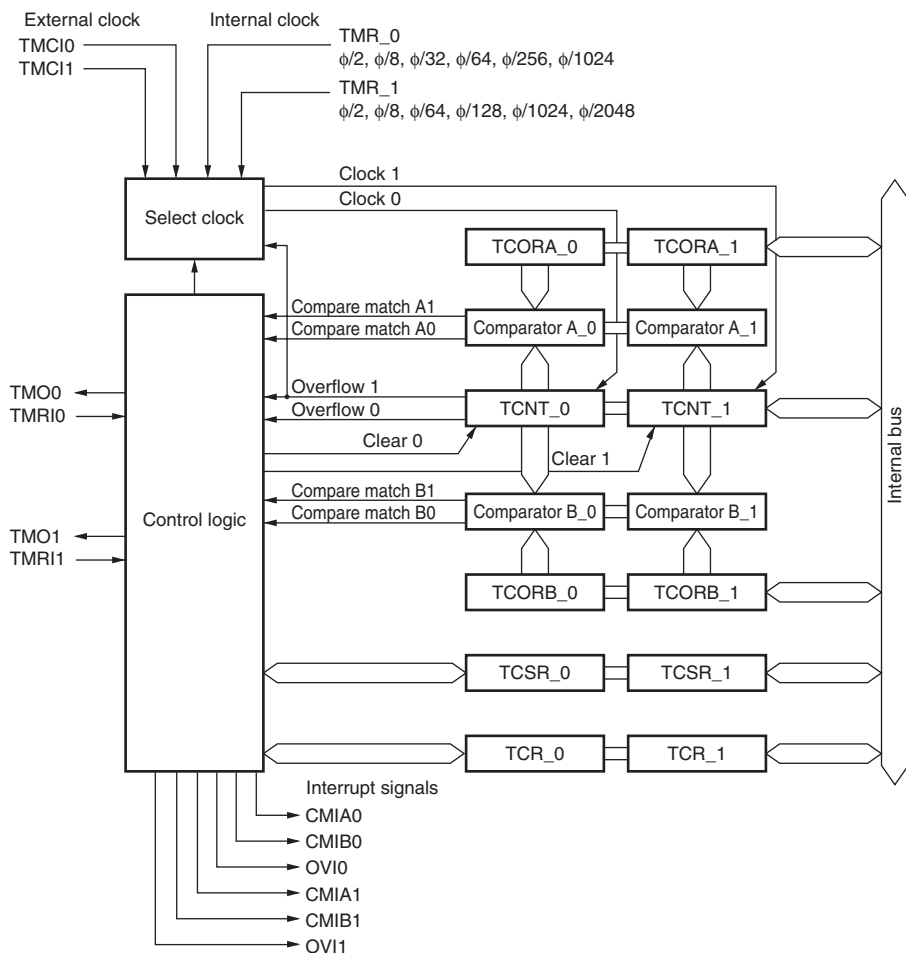 External clock
Internal clock
TMCI0
TMCI1
TMR_0
ϕ/2, ϕ/8, ϕ/32, ϕ/64, ϕ/256, ϕ/1024
TMR_1
ϕ/2, ϕ/8, ϕ/64, ϕ/128, ϕ/1024, ϕ/2048
Clock 1
Clock 0
Select clock
TCORA_0
TCORA_1
Compare match A1
Compare match A0
Comparator A_0
Comparator A_1
TMO0
TMRI0
Overflow 1
Overflow 0
TCNT_0
TCNT_1
Clear 0
Clear 1
Internal bus
Compare match B1
Compare match B0
Comparator B_0
Comparator B_1
Control logic
TMO1
TMRI1
TCORB_0
TCORB_1
TCSR_0
TCSR_1
TCR_0
TCR_1
Interrupt signals
CMIA0
CMIB0
OVI0
CMIA1
CMIB1
OVI1